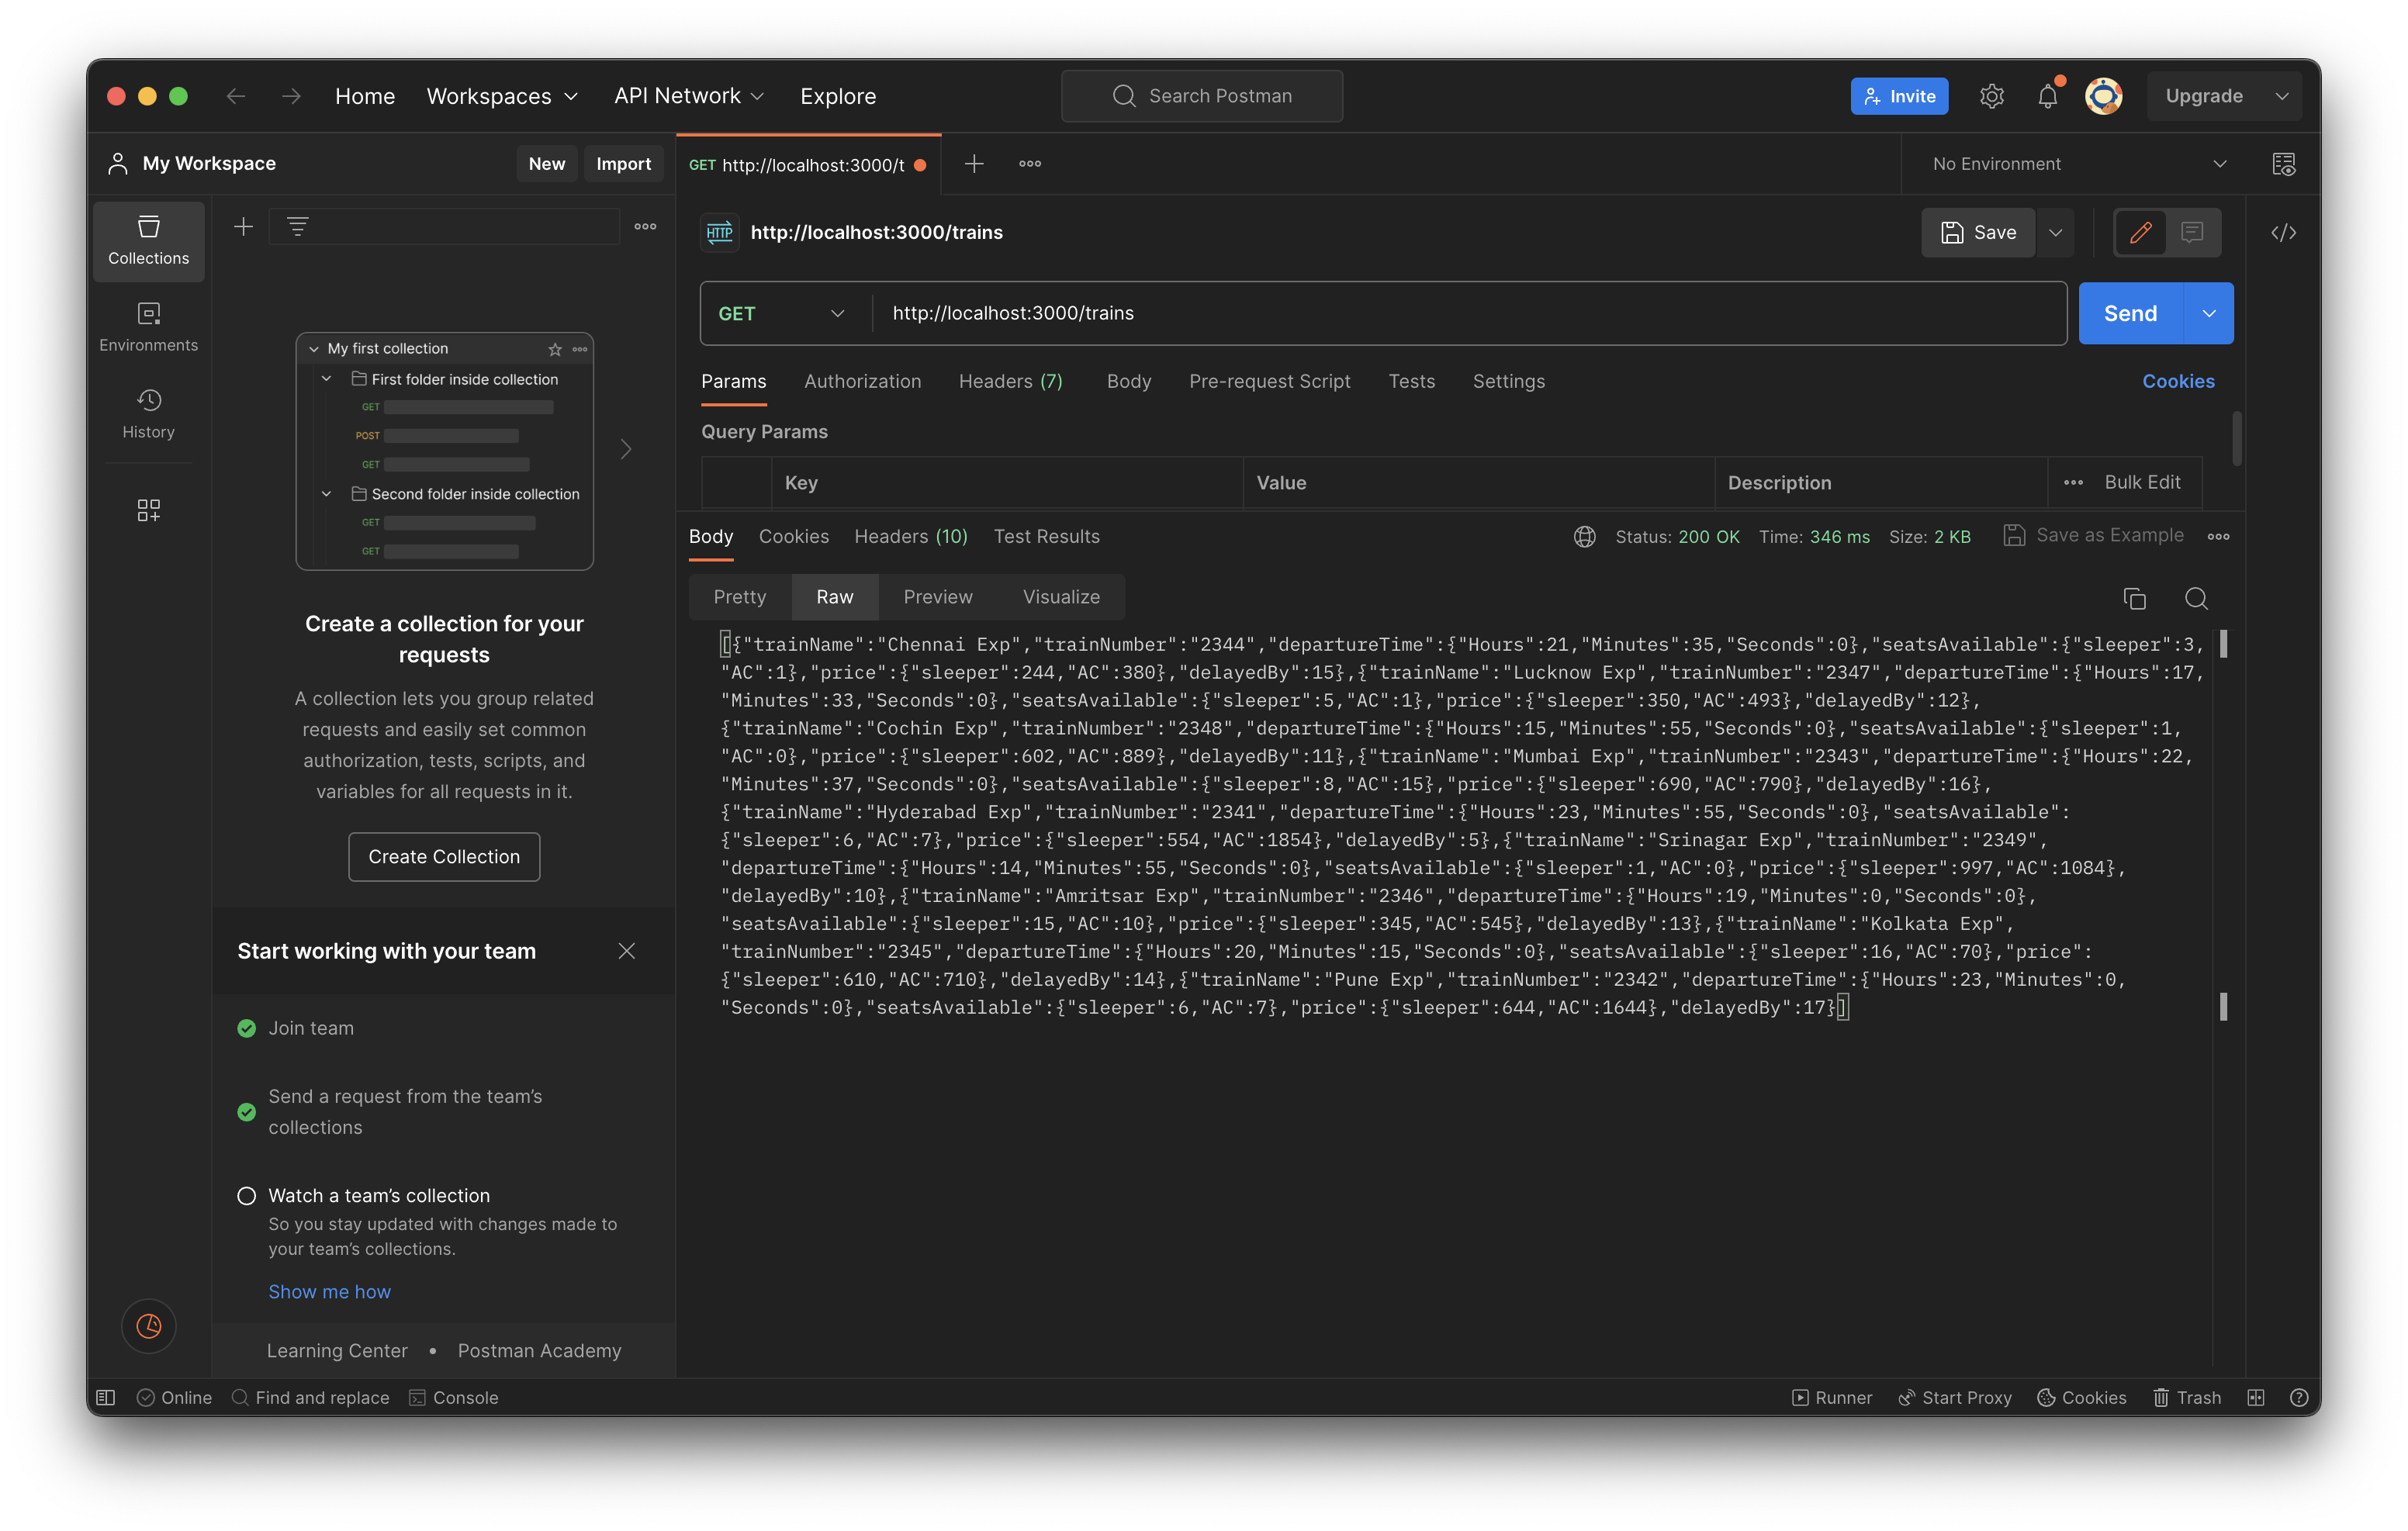 Home Workspaces API Network Explore Search Postman Invite Upgrade
My Workspace New Import GET http://localhost:3000/t No Environment
HTTP http://localhost:3000/trains Save
Collections
Environments
History
My first collection
First folder inside collection
GET
POST
GET
Second folder inside collection
GET
GET
Create a collection for your
requests
A collection lets you group related
requests and easily set common
authorization, tests, scripts, and
variables for all requests in it.
Create Collection
Start working with your team
Join team
Send a request from the team’s
collections
Watch a team’s collection
So you stay updated with changes made to
your team’s collections.
Show me how
Learning Center • Postman Academy
GET http://localhost:3000/trains Send
Params Authorization Headers (7) Body Pre-request Script Tests Settings Cookies
Query Params
Key Value Description Bulk Edit
Body Cookies Headers (10) Test Results Status: 200 OK Time: 346 ms Size: 2 KB Save as Example
Pretty Raw Preview Visualize
[{"trainName":"Chennai Exp","trainNumber":"2344","departureTime":{"Hours":21,"Minutes":35,"Seconds":0},"seatsAvailable":{"sleeper":3,
"AC":1},"price":{"sleeper":244,"AC":380},"delayedBy":15},{"trainName":"Lucknow Exp","trainNumber":"2347","departureTime":{"Hours":17,
"Minutes":33,"Seconds":0},"seatsAvailable":{"sleeper":5,"AC":1},"price":{"sleeper":350,"AC":493},"delayedBy":12},
{"trainName":"Cochin Exp","trainNumber":"2348","departureTime":{"Hours":15,"Minutes":55,"Seconds":0},"seatsAvailable":{"sleeper":1,
"AC":0},"price":{"sleeper":602,"AC":889},"delayedBy":11},{"trainName":"Mumbai Exp","trainNumber":"2343","departureTime":{"Hours":22,
"Minutes":37,"Seconds":0},"seatsAvailable":{"sleeper":8,"AC":15},"price":{"sleeper":690,"AC":790},"delayedBy":16},
{"trainName":"Hyderabad Exp","trainNumber":"2341","departureTime":{"Hours":23,"Minutes":55,"Seconds":0},"seatsAvailable":
{"sleeper":6,"AC":7},"price":{"sleeper":554,"AC":1854},"delayedBy":5},{"trainName":"Srinagar Exp","trainNumber":"2349",
"departureTime":{"Hours":14,"Minutes":55,"Seconds":0},"seatsAvailable":{"sleeper":1,"AC":0},"price":{"sleeper":997,"AC":1084},
"delayedBy":10},{"trainName":"Amritsar Exp","trainNumber":"2346","departureTime":{"Hours":19,"Minutes":0,"Seconds":0},
"seatsAvailable":{"sleeper":15,"AC":10},"price":{"sleeper":345,"AC":545},"delayedBy":13},{"trainName":"Kolkata Exp",
"trainNumber":"2345","departureTime":{"Hours":20,"Minutes":15,"Seconds":0},"seatsAvailable":{"sleeper":16,"AC":70},"price":
{"sleeper":610,"AC":710},"delayedBy":14},{"trainName":"Pune Exp","trainNumber":"2342","departureTime":{"Hours":23,"Minutes":0,
"Seconds":0},"seatsAvailable":{"sleeper":6,"AC":7},"price":{"sleeper":644,"AC":1644},"delayedBy":17}]
Online Find and replace Console Runner Start Proxy Cookies Trash